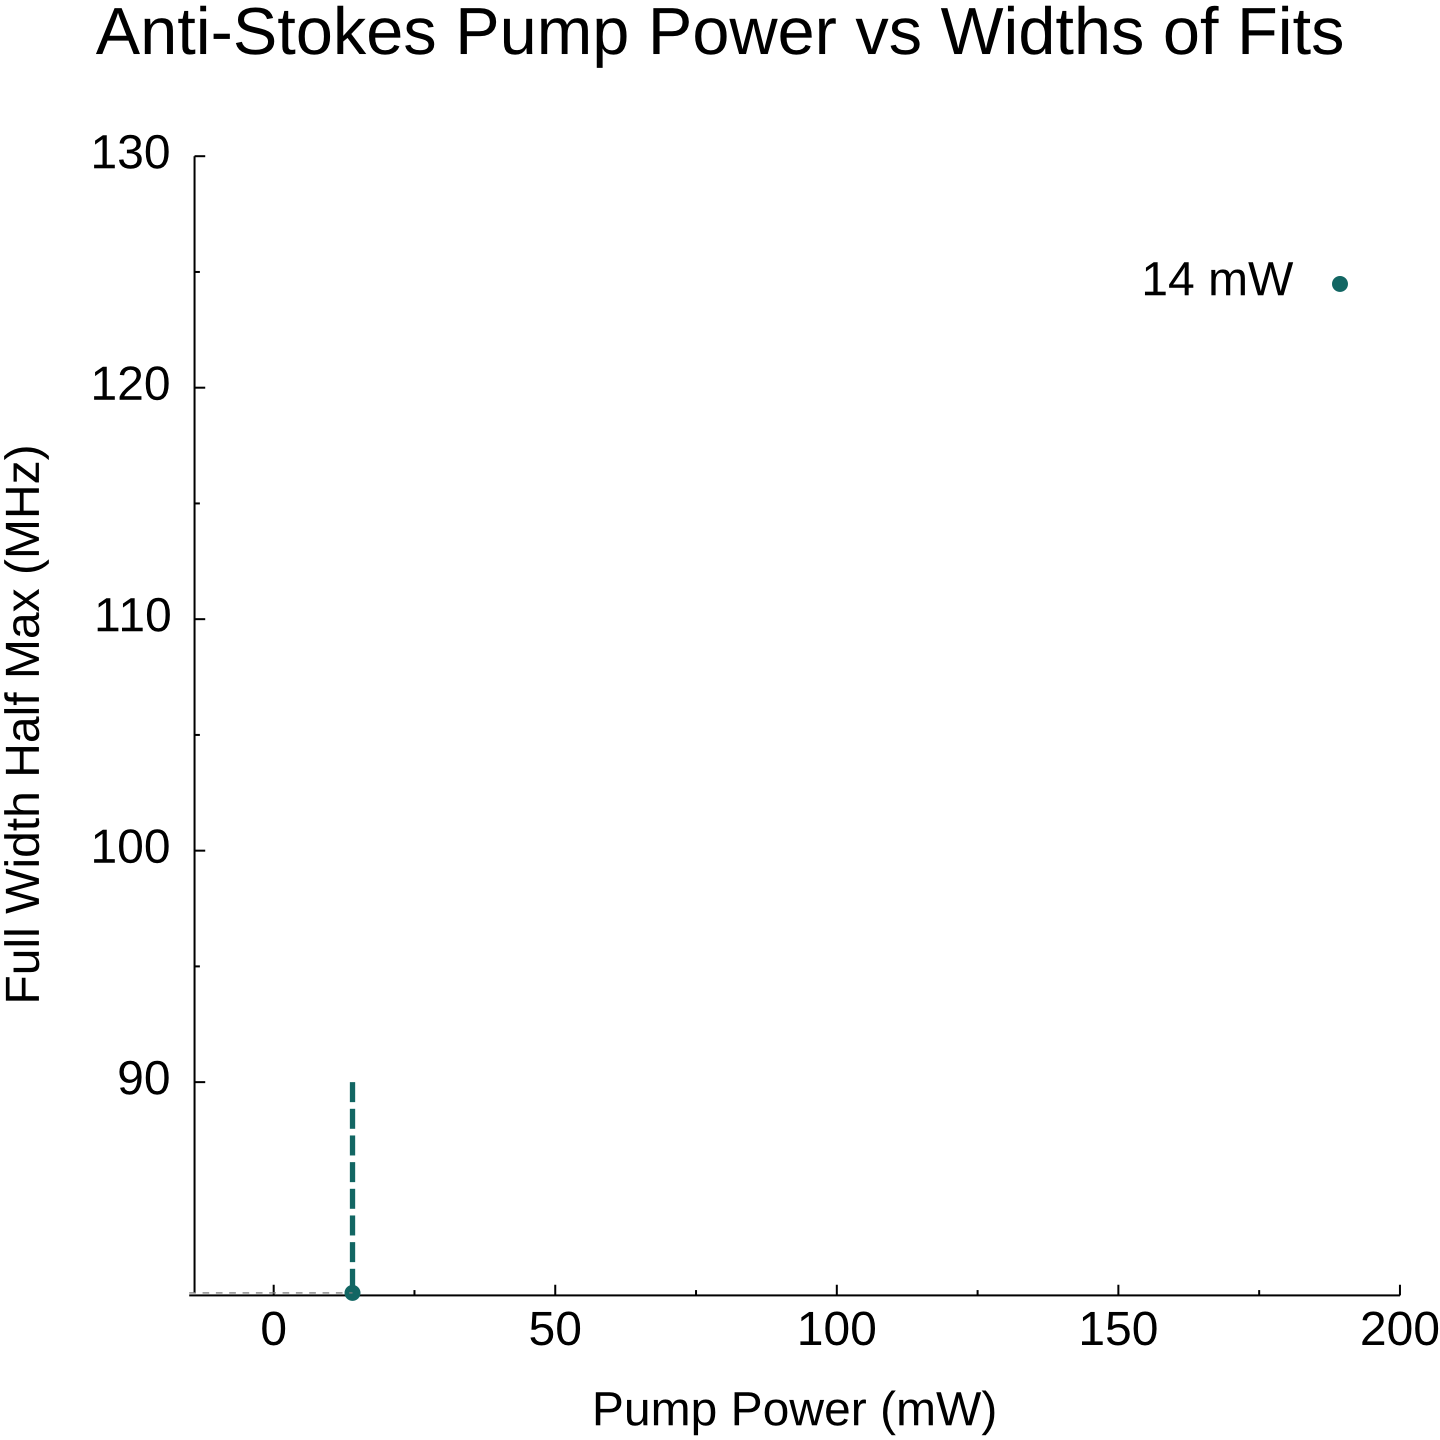 Anti-Stokes Pump Power vs Widths of Fits
130
14 mW
120
110
100
90
Full Width Half Max (MHz)
0 50 100 150 200
Pump Power (mW)